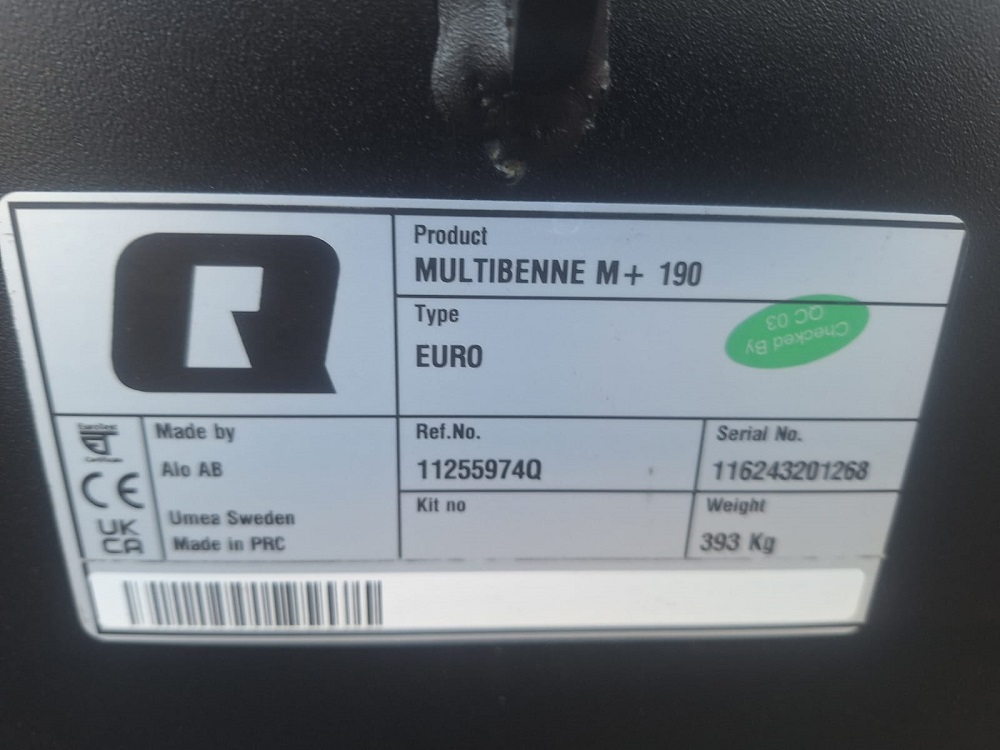 Product
MULTIBENNE M+ 190
Type
EURO
Checked By
QC 03
Made by
Alo AB
Umea Sweden
Made in PRC
CE
UK
CA
Ref.No.
11255974Q
Serial No.
116243201268
Kit no
Weight
393 Kg